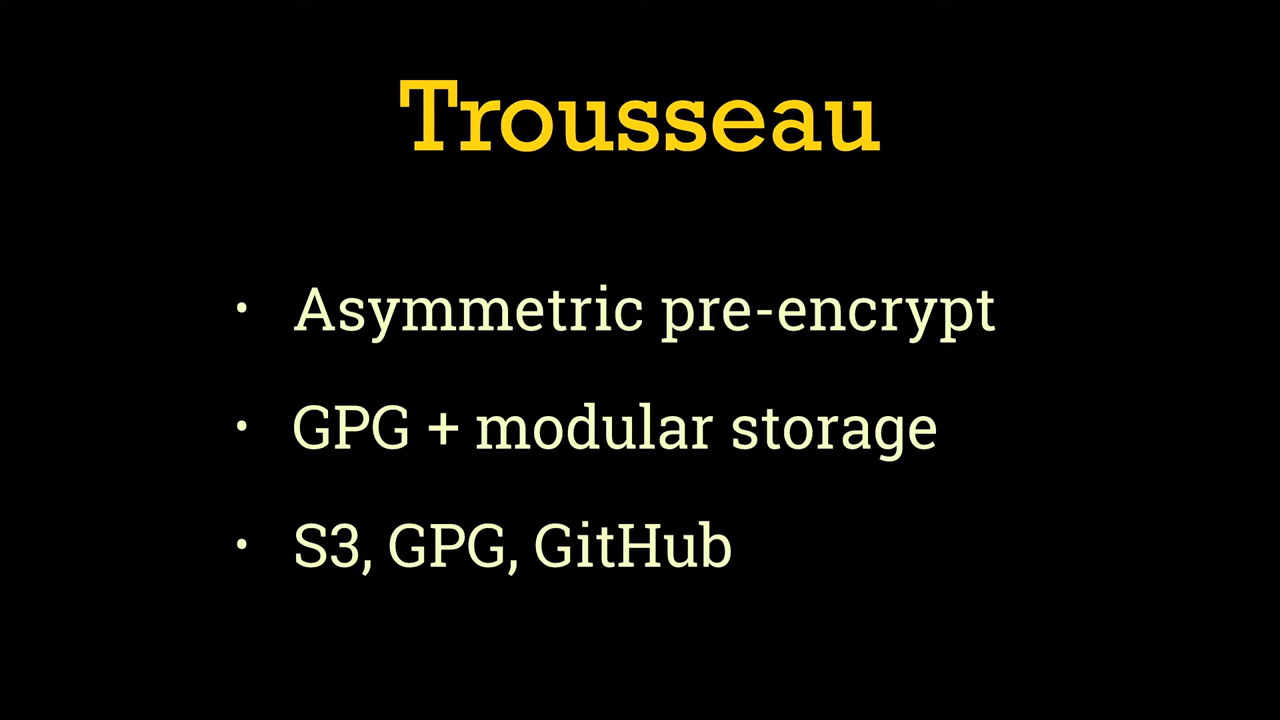 Trousseau
• Asymmetric pre-encrypt
• GPG + modular storage
• S3, GPG, GitHub